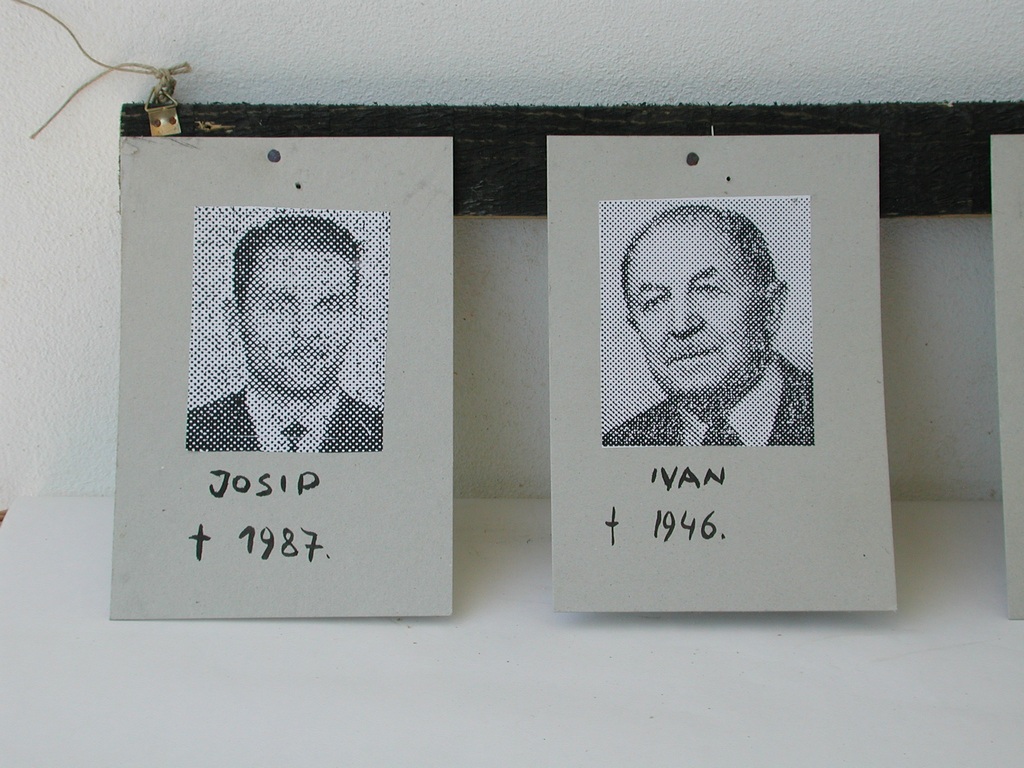 JOSIP
† 1987.
IVAN
† 1946.